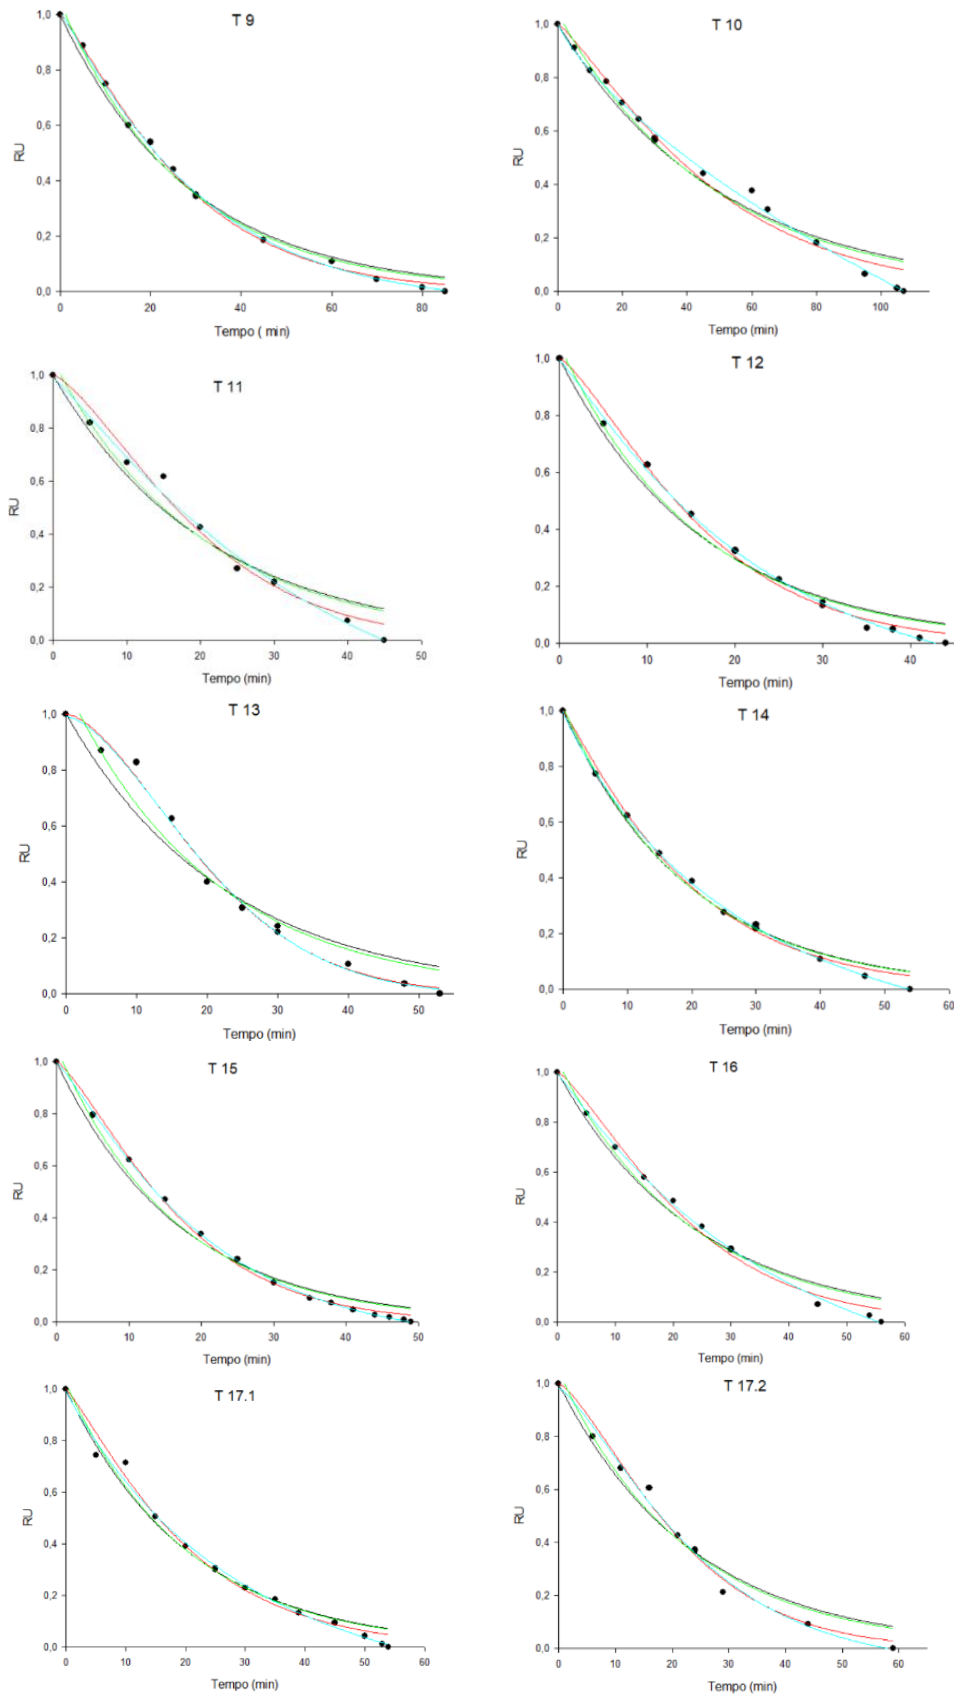 T 9
1,0
0,8
0,6
RU
0,4
0,2
0,0
0 20 40 60 80
Tempo ( min)
T 10
1,0
0,8
0,6
RU
0,4
0,2
0,0
0 20 40 60 80 100
Tempo (min)
T 11
1,0
0,8
0,6
RU
0,4
0,2
0,0
0 10 20 30 40 50
Tempo (min)
T 12
1,0
0,8
0,6
RU
0,4
0,2
0,0
0 10 20 30 40
Tempo (min)
T 13
1,0
0,8
0,6
RU
0,4
0,2
0,0
0 10 20 30 40 50
Tempo (min)
T 14
1,0
0,8
0,6
RU
0,4
0,2
0,0
0 10 20 30 40 50 60
Tempo (min)
T 15
1,0
0,8
0,6
RU
0,4
0,2
0,0
0 10 20 30 40 50
Tempo (min)
T 16
1,0
0,8
0,6
RU
0,4
0,2
0,0
0 10 20 30 40 50 60
Tempo (min)
T 17.1
1,0
0,8
0,6
RU
0,4
0,2
0,0
0 10 20 30 40 50 60
Tempo (min)
T 17.2
1,0
0,8
0,6
RU
0,4
0,2
0,0
0 10 20 30 40 50 60
Tempo (min)